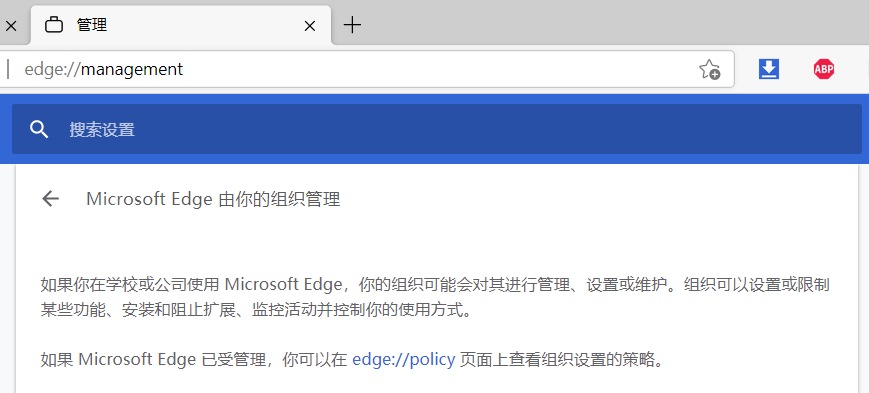 管理
edge://management
ABP
搜索设置
Microsoft Edge 由你的组织管理
如果你在学校或公司使用 Microsoft Edge，你的组织可能会对其进行管理、设置或维护。组织可以设置或限制
某些功能、安装和阻止扩展、监控活动并控制你的使用方式。
如果 Microsoft Edge 已受管理，你可以在 edge://policy 页面上查看组织设置的策略。